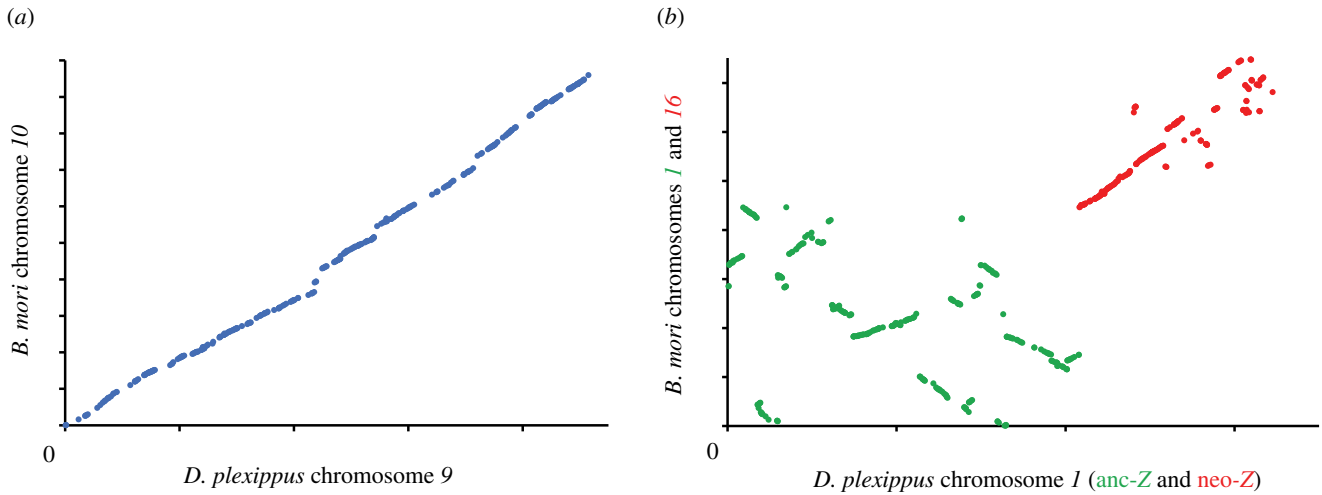 (a)
B. mori chromosome 10
0
D. plexippus chromosome 9
(b)
B. mori chromosomes 1 and 16
0
D. plexippus chromosome 1 (anc-Z and neo-Z)